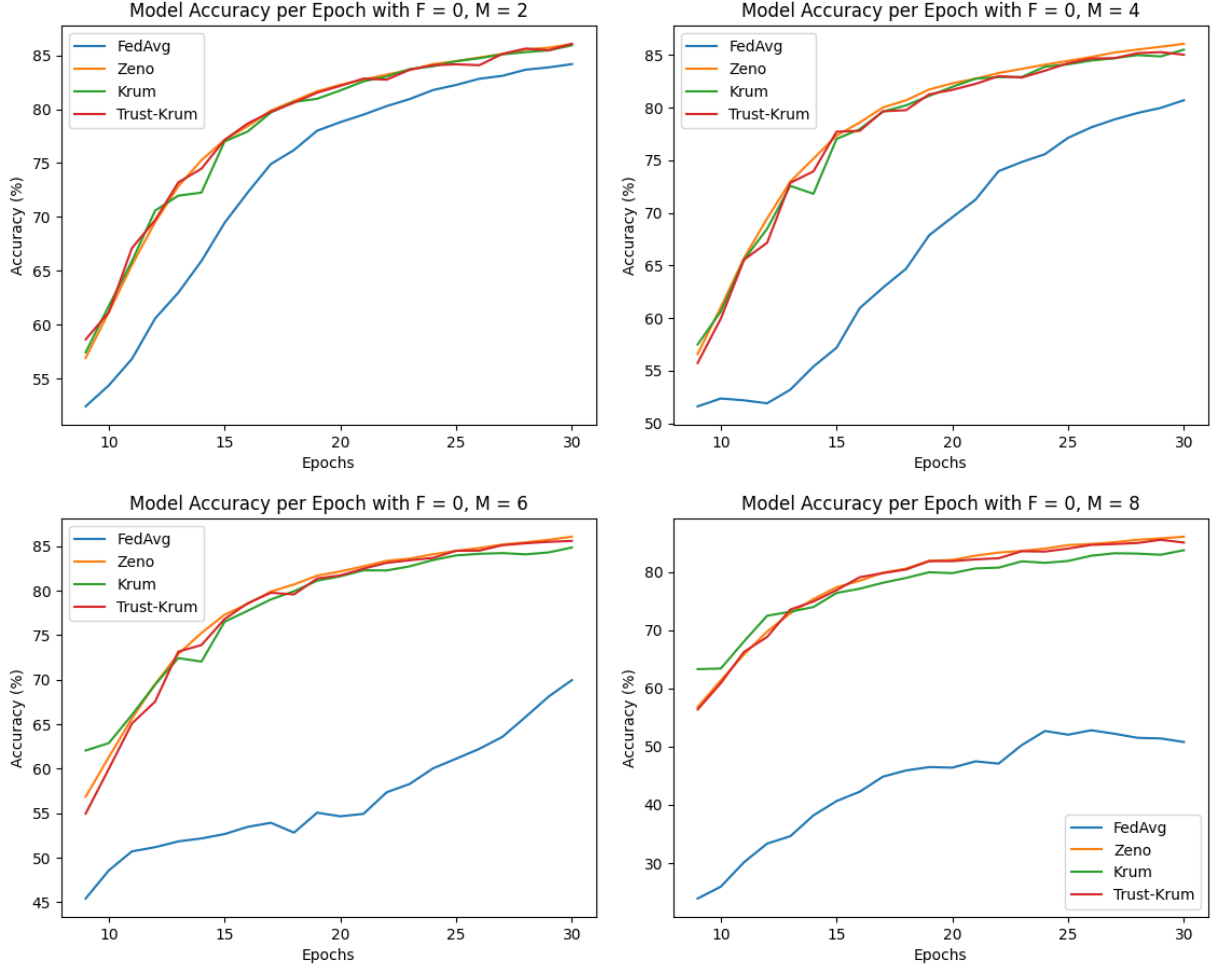 Model Accuracy per Epoch with F = 0, M = 2
85
80
75
70
65
60
55
Accuracy (%)
FedAvg
Zeno
Krum
Trust-Krum
10 15 20 25 30
Epochs
Model Accuracy per Epoch with F = 0, M = 4
85
80
75
70
65
60
55
50
Accuracy (%)
FedAvg
Zeno
Krum
Trust-Krum
10 15 20 25 30
Epochs
Model Accuracy per Epoch with F = 0, M = 6
85
80
75
70
65
60
55
50
45
Accuracy (%)
FedAvg
Zeno
Krum
Trust-Krum
10 15 20 25 30
Epochs
Model Accuracy per Epoch with F = 0, M = 8
80
70
60
50
40
30
Accuracy (%)
FedAvg
Zeno
Krum
Trust-Krum
10 15 20 25 30
Epochs